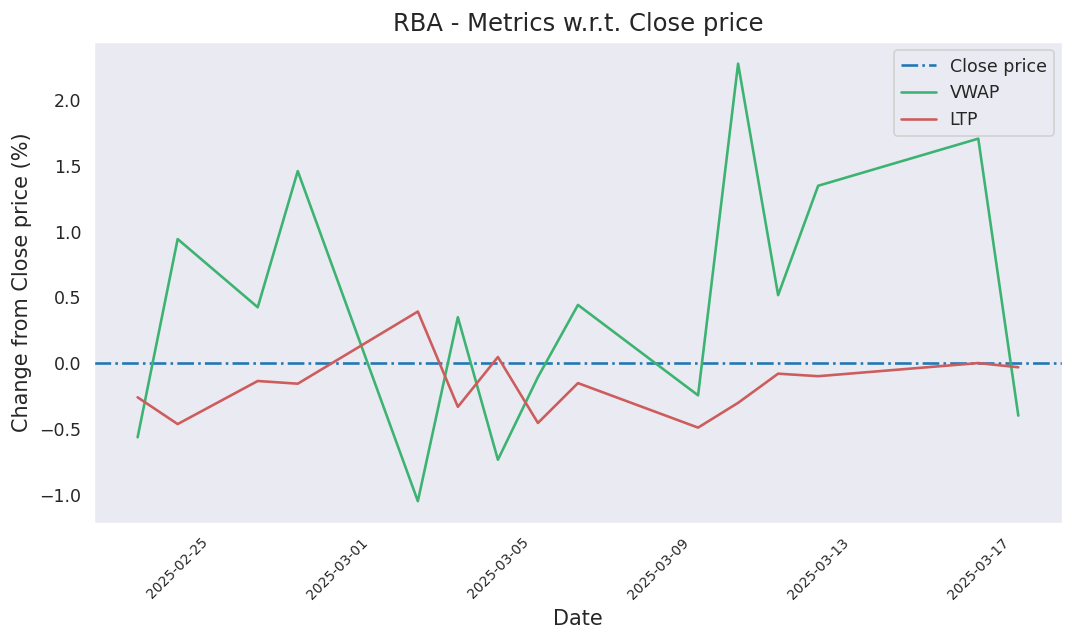 RBA - Metrics w.r.t. Close price
Close price
VWAP
LTP
Change from Close price (%)
2.0
1.5
1.0
0.5
0.0
−0.5
−1.0
2025-02-25
2025-03-01
2025-03-05
2025-03-09
2025-03-13
2025-03-17
Date